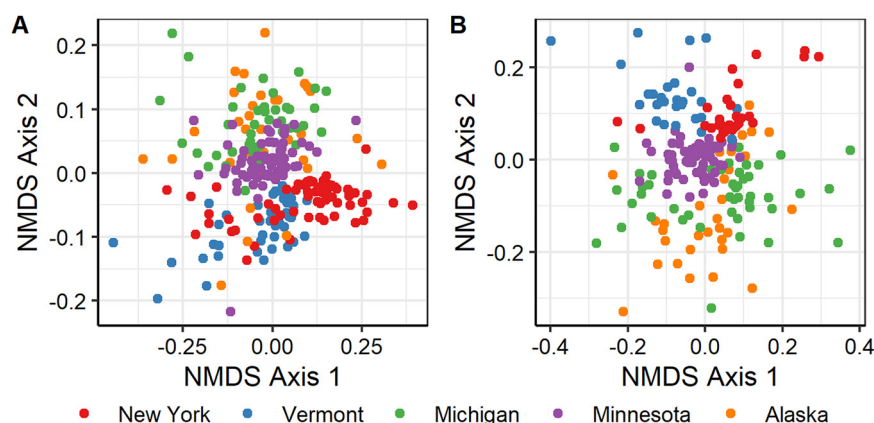 A
B
NMDS Axis 2
0.2
0.1
0.0
-0.1
-0.2
-0.25 0.00 0.25
NMDS Axis 1
NMDS Axis 2
0.2
0.0
-0.2
-0.4 -0.2 0.0 0.2 0.4
NMDS Axis 1
New York Vermont Michigan Minnesota Alaska